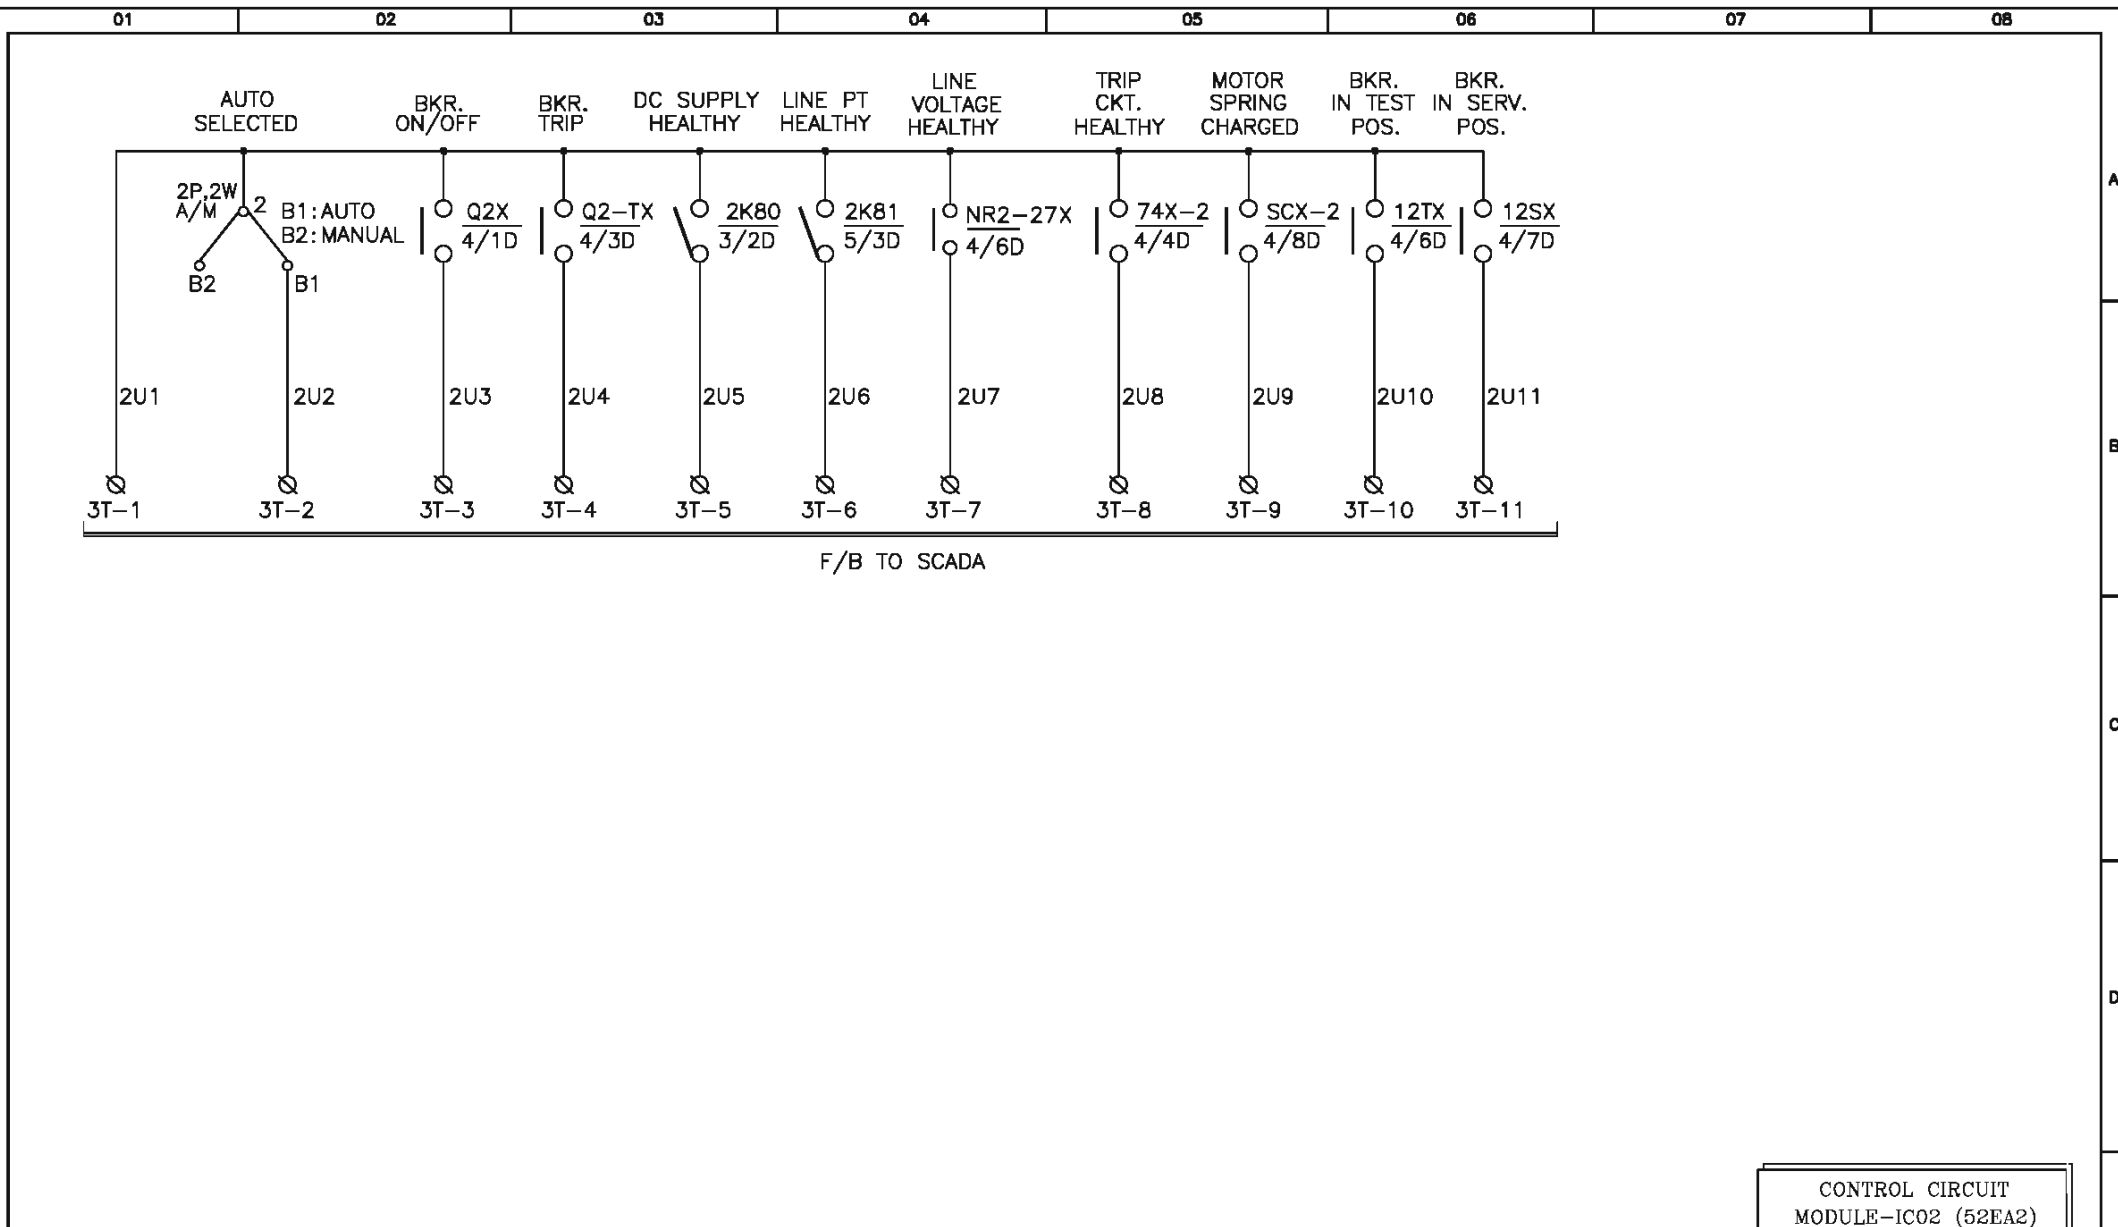 01 02 03 04 05 06 07 08
AUTO
SELECTED
BKR.
ON/OFF
BKR.
TRIP
DC SUPPLY
HEALTHY
LINE PT
HEALTHY
LINE
VOLTAGE
HEALTHY
TRIP
CKT.
HEALTHY
MOTOR
SPRING
CHARGED
BKR.
IN TEST
POS.
BKR.
IN SERV.
POS.
A
2P,2W
A/M
2
B1:AUTO
B2:MANUAL
B2
B1
Q2X
4/1D
Q2-TX
4/3D
2K80
3/2D
2K81
5/3D
NR2-27X
4/6D
74X-2
4/4D
SCX-2
4/8D
12TX
4/6D
12SX
4/7D
2U1 2U2 2U3 2U4 2U5 2U6 2U7 2U8 2U9 2U10 2U11
B
3T-1 3T-2 3T-3 3T-4 3T-5 3T-6 3T-7 3T-8 3T-9 3T-10 3T-11
F/B TO SCADA
C
D
CONTROL CIRCUIT
MODULE-IC02 (52EA2)